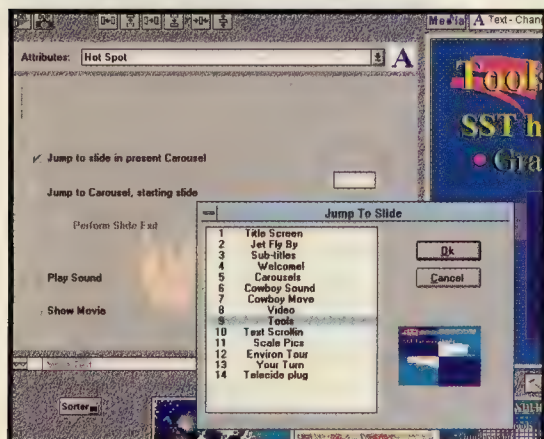 Media A Text - Chan
Attributes: Hot Spot A
Tools
SST h
Gra
Jump to slide in present Carousel
Jump to Carousel, starting slide
Perform Slide Exit
Play Sound
Show Movie
Jump To Slide
1 Title Screen
2 Jet Fly By
3 Sub-titles
4 Welcome!
5 Carousels
6 Cowboy Sound
7 Cowboy Move
8 Video
9 Tools
10 Text Scrollin
11 Scale Pics
12 Environ Tour
13 Your Turn
14 Telecide plug
Ok
Cancel
Sorter